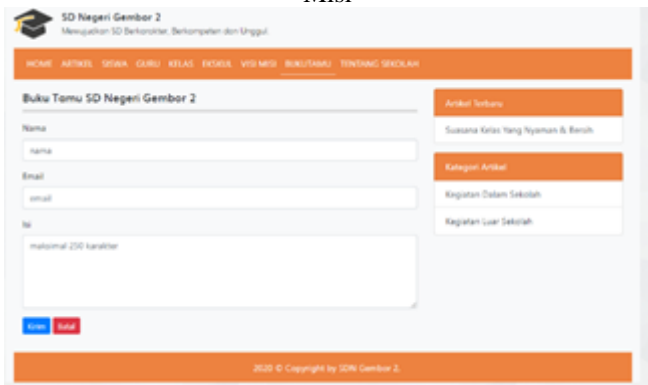 Misi
SD Negeri Gembor 2
Mewujudkan SD Berkarakter, Berkompeten dan Unggul.
HOME ARTIKEL SISWA GURU KELAS EKSKUL VISI MISI BUKUTAMU TENTANG SEKOLAH
Buku Tamu SD Negeri Gembor 2
Nama
nama
Email
email
Isi
maksimal 250 karakter
Kirim Batal
Artikel Terbaru
Suasana Kelas Yang Nyaman & Bersih
Kategori Artikel
Kegiatan Dalam Sekolah
Kegiatan Luar Sekolah
2020 © Copyright by SDN Gembor 2.